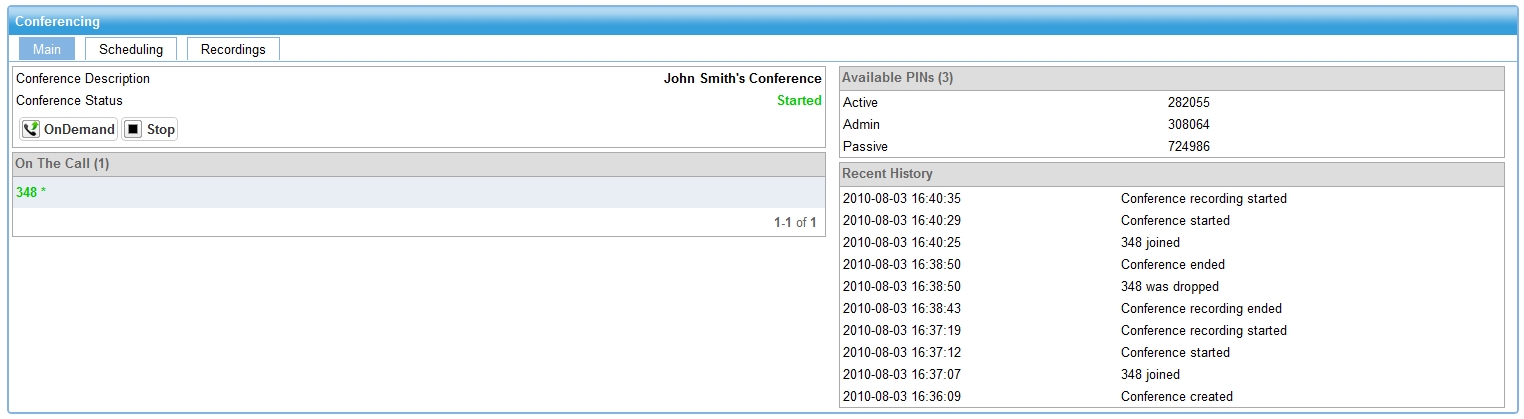 Conferencing
Main Scheduling Recordings
Conference Description John Smith's Conference
Conference Status Started
OnDemand Stop
On The Call (1)
348 *
1-1 of 1
Available PINs (3)
Active 282055
Admin 308064
Passive 724986
Recent History
2010-08-03 16:40:35 Conference recording started
2010-08-03 16:40:29 Conference started
2010-08-03 16:40:25 348 joined
2010-08-03 16:38:50 Conference ended
2010-08-03 16:38:50 348 was dropped
2010-08-03 16:38:43 Conference recording ended
2010-08-03 16:37:19 Conference recording started
2010-08-03 16:37:12 Conference started
2010-08-03 16:37:07 348 joined
2010-08-03 16:36:09 Conference created